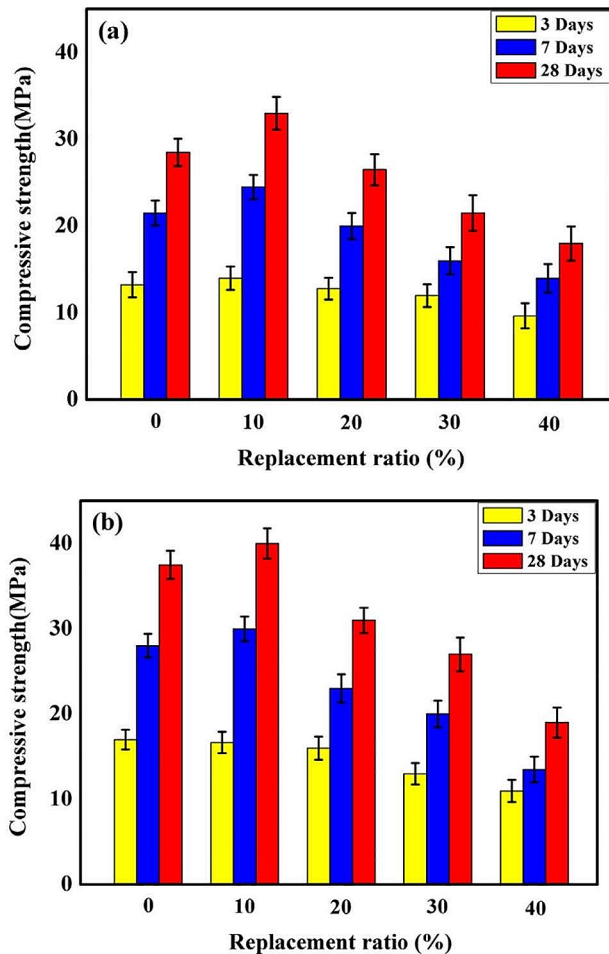 (a)
3 Days
7 Days
28 Days
Compressive strength(MPa)
40
30
20
10
0
0 10 20 30 40
Replacement ratio (%)
(b)
3 Days
7 Days
28 Days
Compressive strength(MPa)
40
30
20
10
0
0 10 20 30 40
Replacement ratio (%)